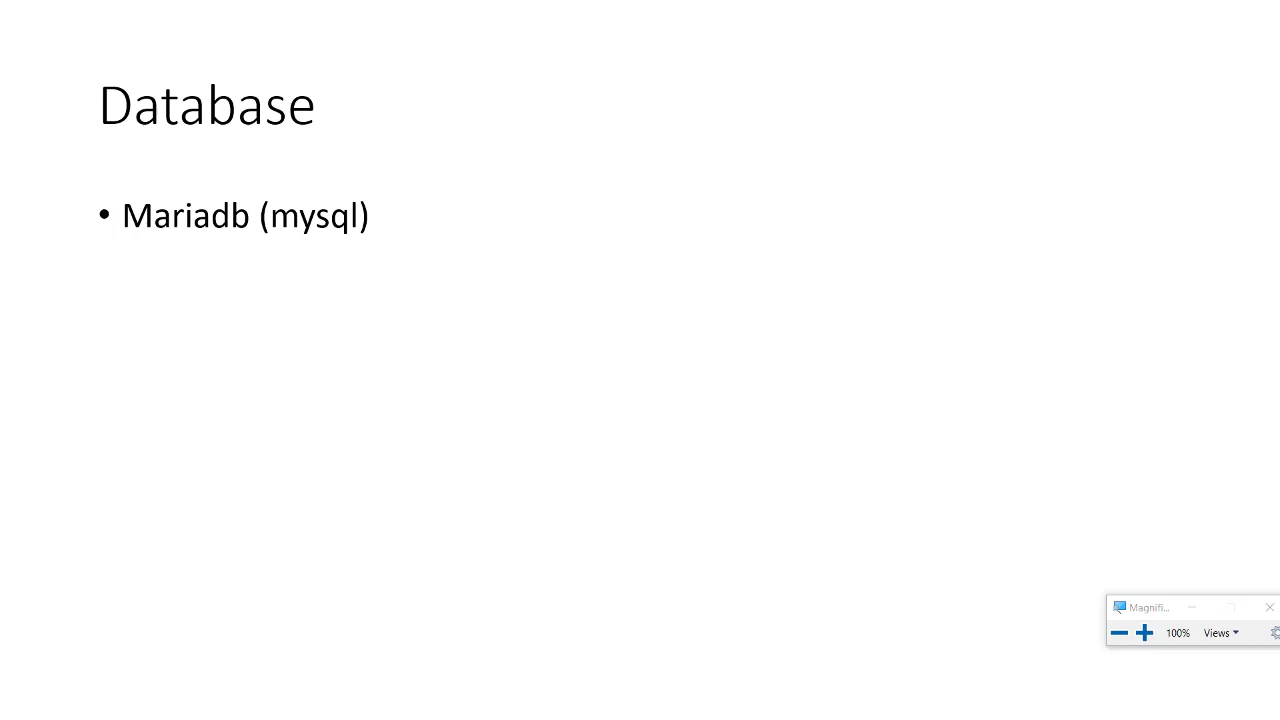 Database
• Mariadb (mysql)
Magnifi...
100% Views